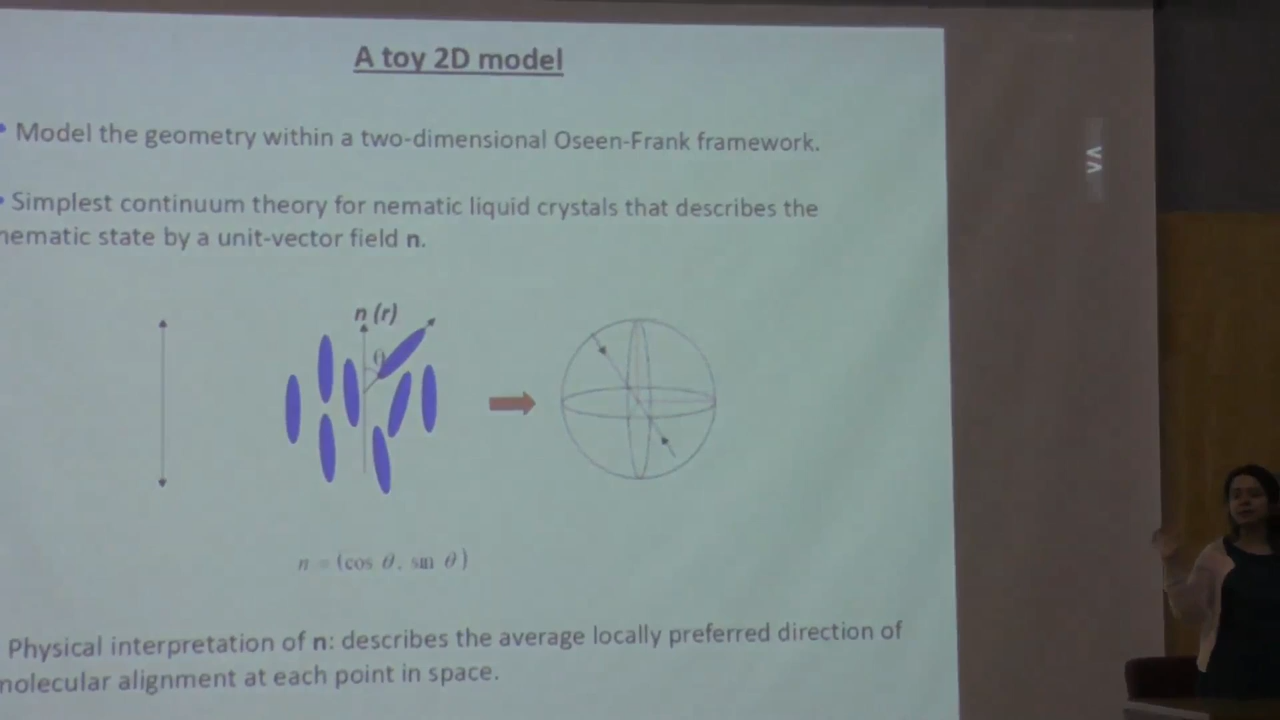 A toy 2D model
• Model the geometry within a two-dimensional Oseen-Frank framework.
• Simplest continuum theory for nematic liquid crystals that describes the
nematic state by a unit-vector field n.
n (r)
θ
n = (cos θ, sin θ)
Physical interpretation of n: describes the average locally preferred direction of
molecular alignment at each point in space.